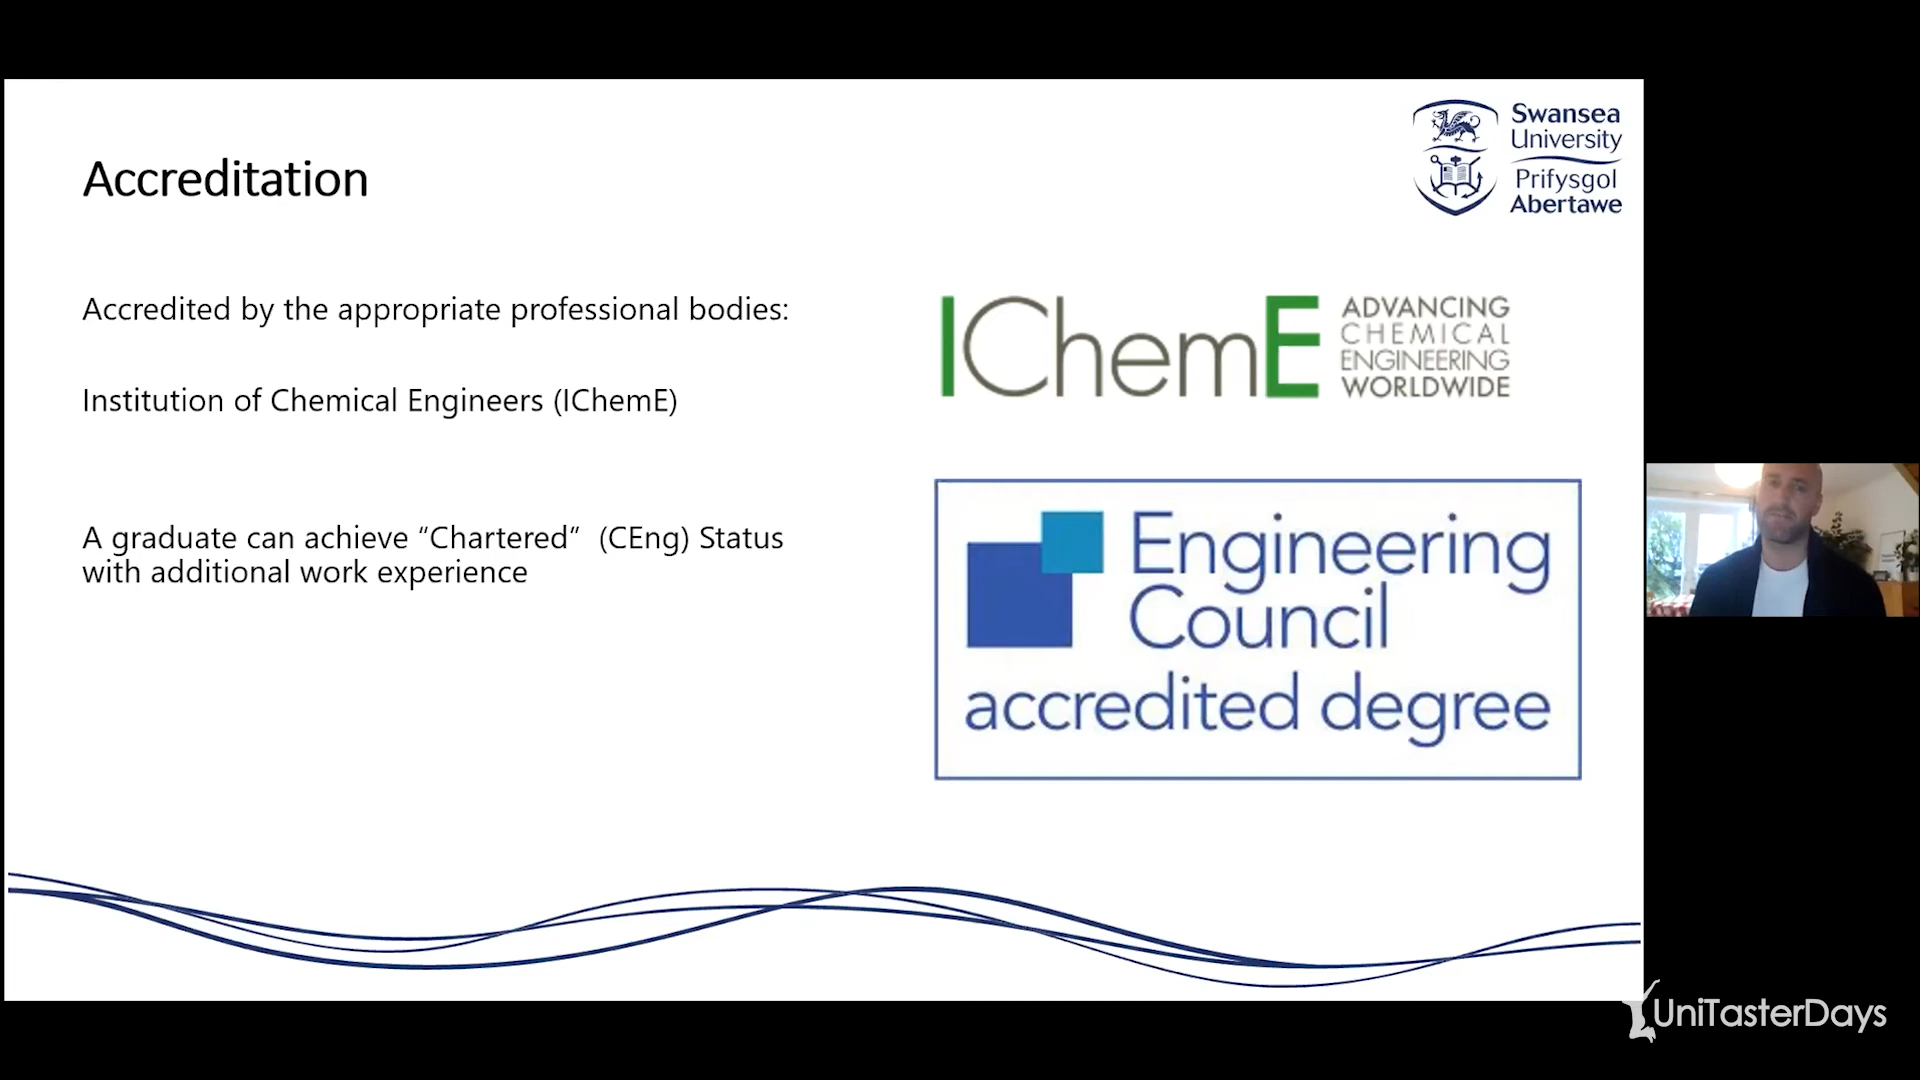 Swansea
University
Prifysgol
Abertawe
Accreditation
Accredited by the appropriate professional bodies:
Institution of Chemical Engineers (IChemE)
A graduate can achieve “Chartered”  (CEng) Status
with additional work experience
IChemE
ADVANCING
CHEMICAL
ENGINEERING
WORLDWIDE
Engineering
Council
accredited degree
UniTasterDays